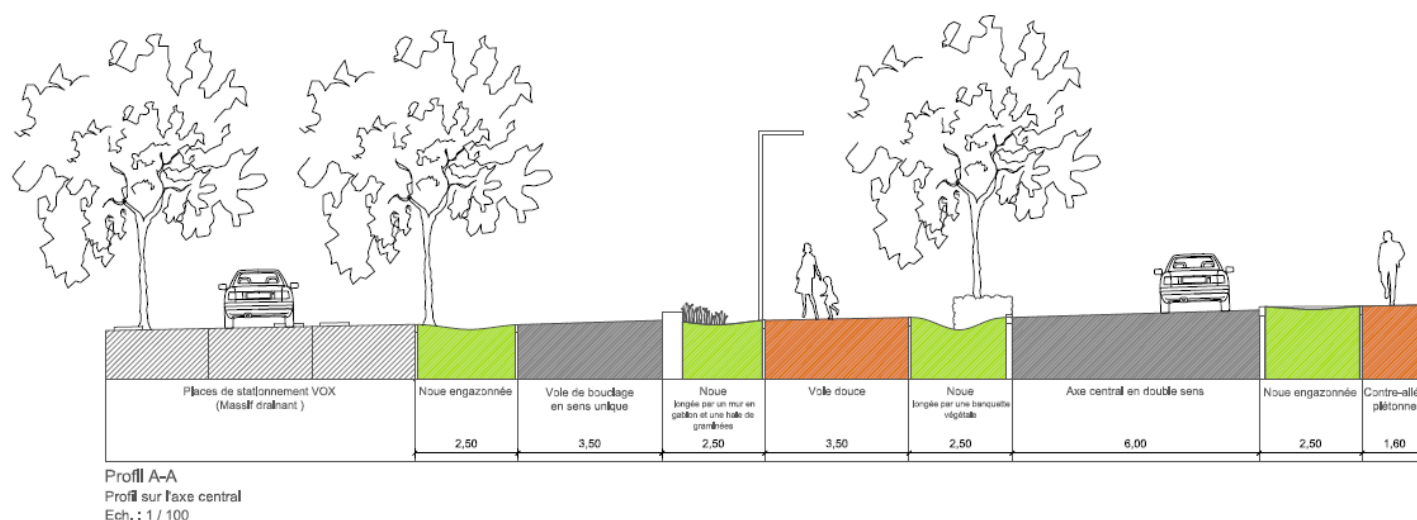 Places de stationnement VOX
(Massif drainant )
Noue engazonnée
2,50
Voie de bouclage
en sens unique
3,50
Noue
longée par un mur en
gabion et une haie de
graminées
2,50
Voie douce
3,50
Noue
longée par une banquette
végétale
2,50
Axe central en double sens
6,00
Noue engazonnée
2,50
Contre-allé
piétonne
1,60
Profil A-A
Profil sur l'axe central
Ech. : 1 / 100